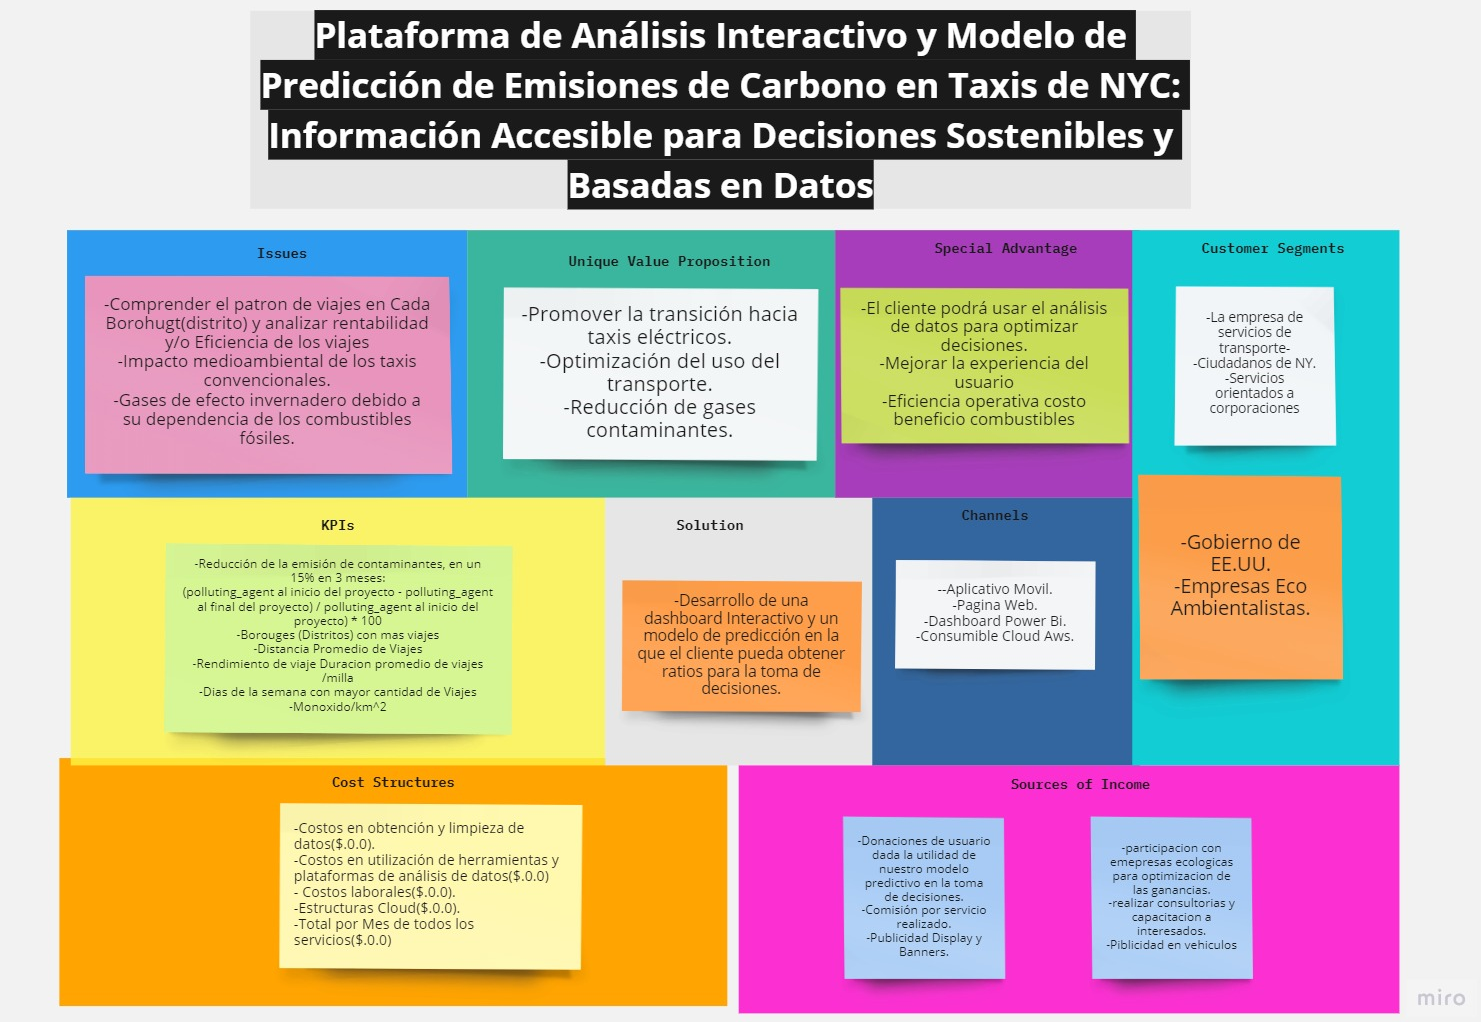 Plataforma de Análisis Interactivo y Modelo de
Predicción de Emisiones de Carbono en Taxis de NYC:
Información Accesible para Decisiones Sostenibles y
Basadas en Datos
Issues
-Comprender el patron de viajes en Cada
Borohugt(distrito) y analizar rentabilidad
y/o Eficiencia de los viajes
-Impacto medioambiental de los taxis
convencionales.
-Gases de efecto invernadero debido a
su dependencia de los combustibles
fósiles.
Unique Value Proposition
-Promover la transición hacia
taxis eléctricos.
-Optimización del uso del
transporte.
-Reducción de gases
contaminantes.
Special Advantage
-El cliente podrá usar el análisis
de datos para optimizar
decisiones.
-Mejorar la experiencia del
usuario
-Eficiencia operativa costo
beneficio combustibles
Customer Segments
-La empresa de
servicios de
transporte-
-Ciudadanos de NY.
-Servicios
orientados a
corporaciones
-Gobierno de
EE.UU.
-Empresas Eco
Ambientalistas.
KPIs
-Reducción de la emisión de contaminantes, en un
15% en 3 meses:
(polluting_agent al inicio del proyecto - polluting_agent
al final del proyecto) / polluting_agent al inicio del
proyecto) * 100
-Borouges (Distritos) con mas viajes
-Distancia Promedio de Viajes
-Rendimiento de viaje Duracion promedio de viajes
/milla
-Dias de la semana con mayor cantidad de Viajes
-Monoxido/km^2
Solution
-Desarrollo de una
dashboard Interactivo y un
modelo de predicción en la
que el cliente pueda obtener
ratios para la toma de
decisiones.
Channels
--Aplicativo Movil.
-Pagina Web.
-Dashboard Power Bi.
-Consumible Cloud Aws.
Cost Structures
-Costos en obtención y limpieza de
datos($.0.0).
-Costos en utilización de herramientas y
plataformas de análisis de datos($.0.0)
- Costos laborales($.0.0).
-Estructuras Cloud($.0.0).
-Total por Mes de todos los
servicios($.0.0)
Sources of Income
-Donaciones de usuario
dada la utilidad de
nuestro modelo
predictivo en la toma
de decisiones.
-Comisión por servicio
realizado.
-Publicidad Display y
Banners.
-participacion con
emepresas ecologicas
para optimizacion de
las ganancias.
-realizar consultorias y
capacitacion a
interesados.
-Piblicidad en vehiculos
miro